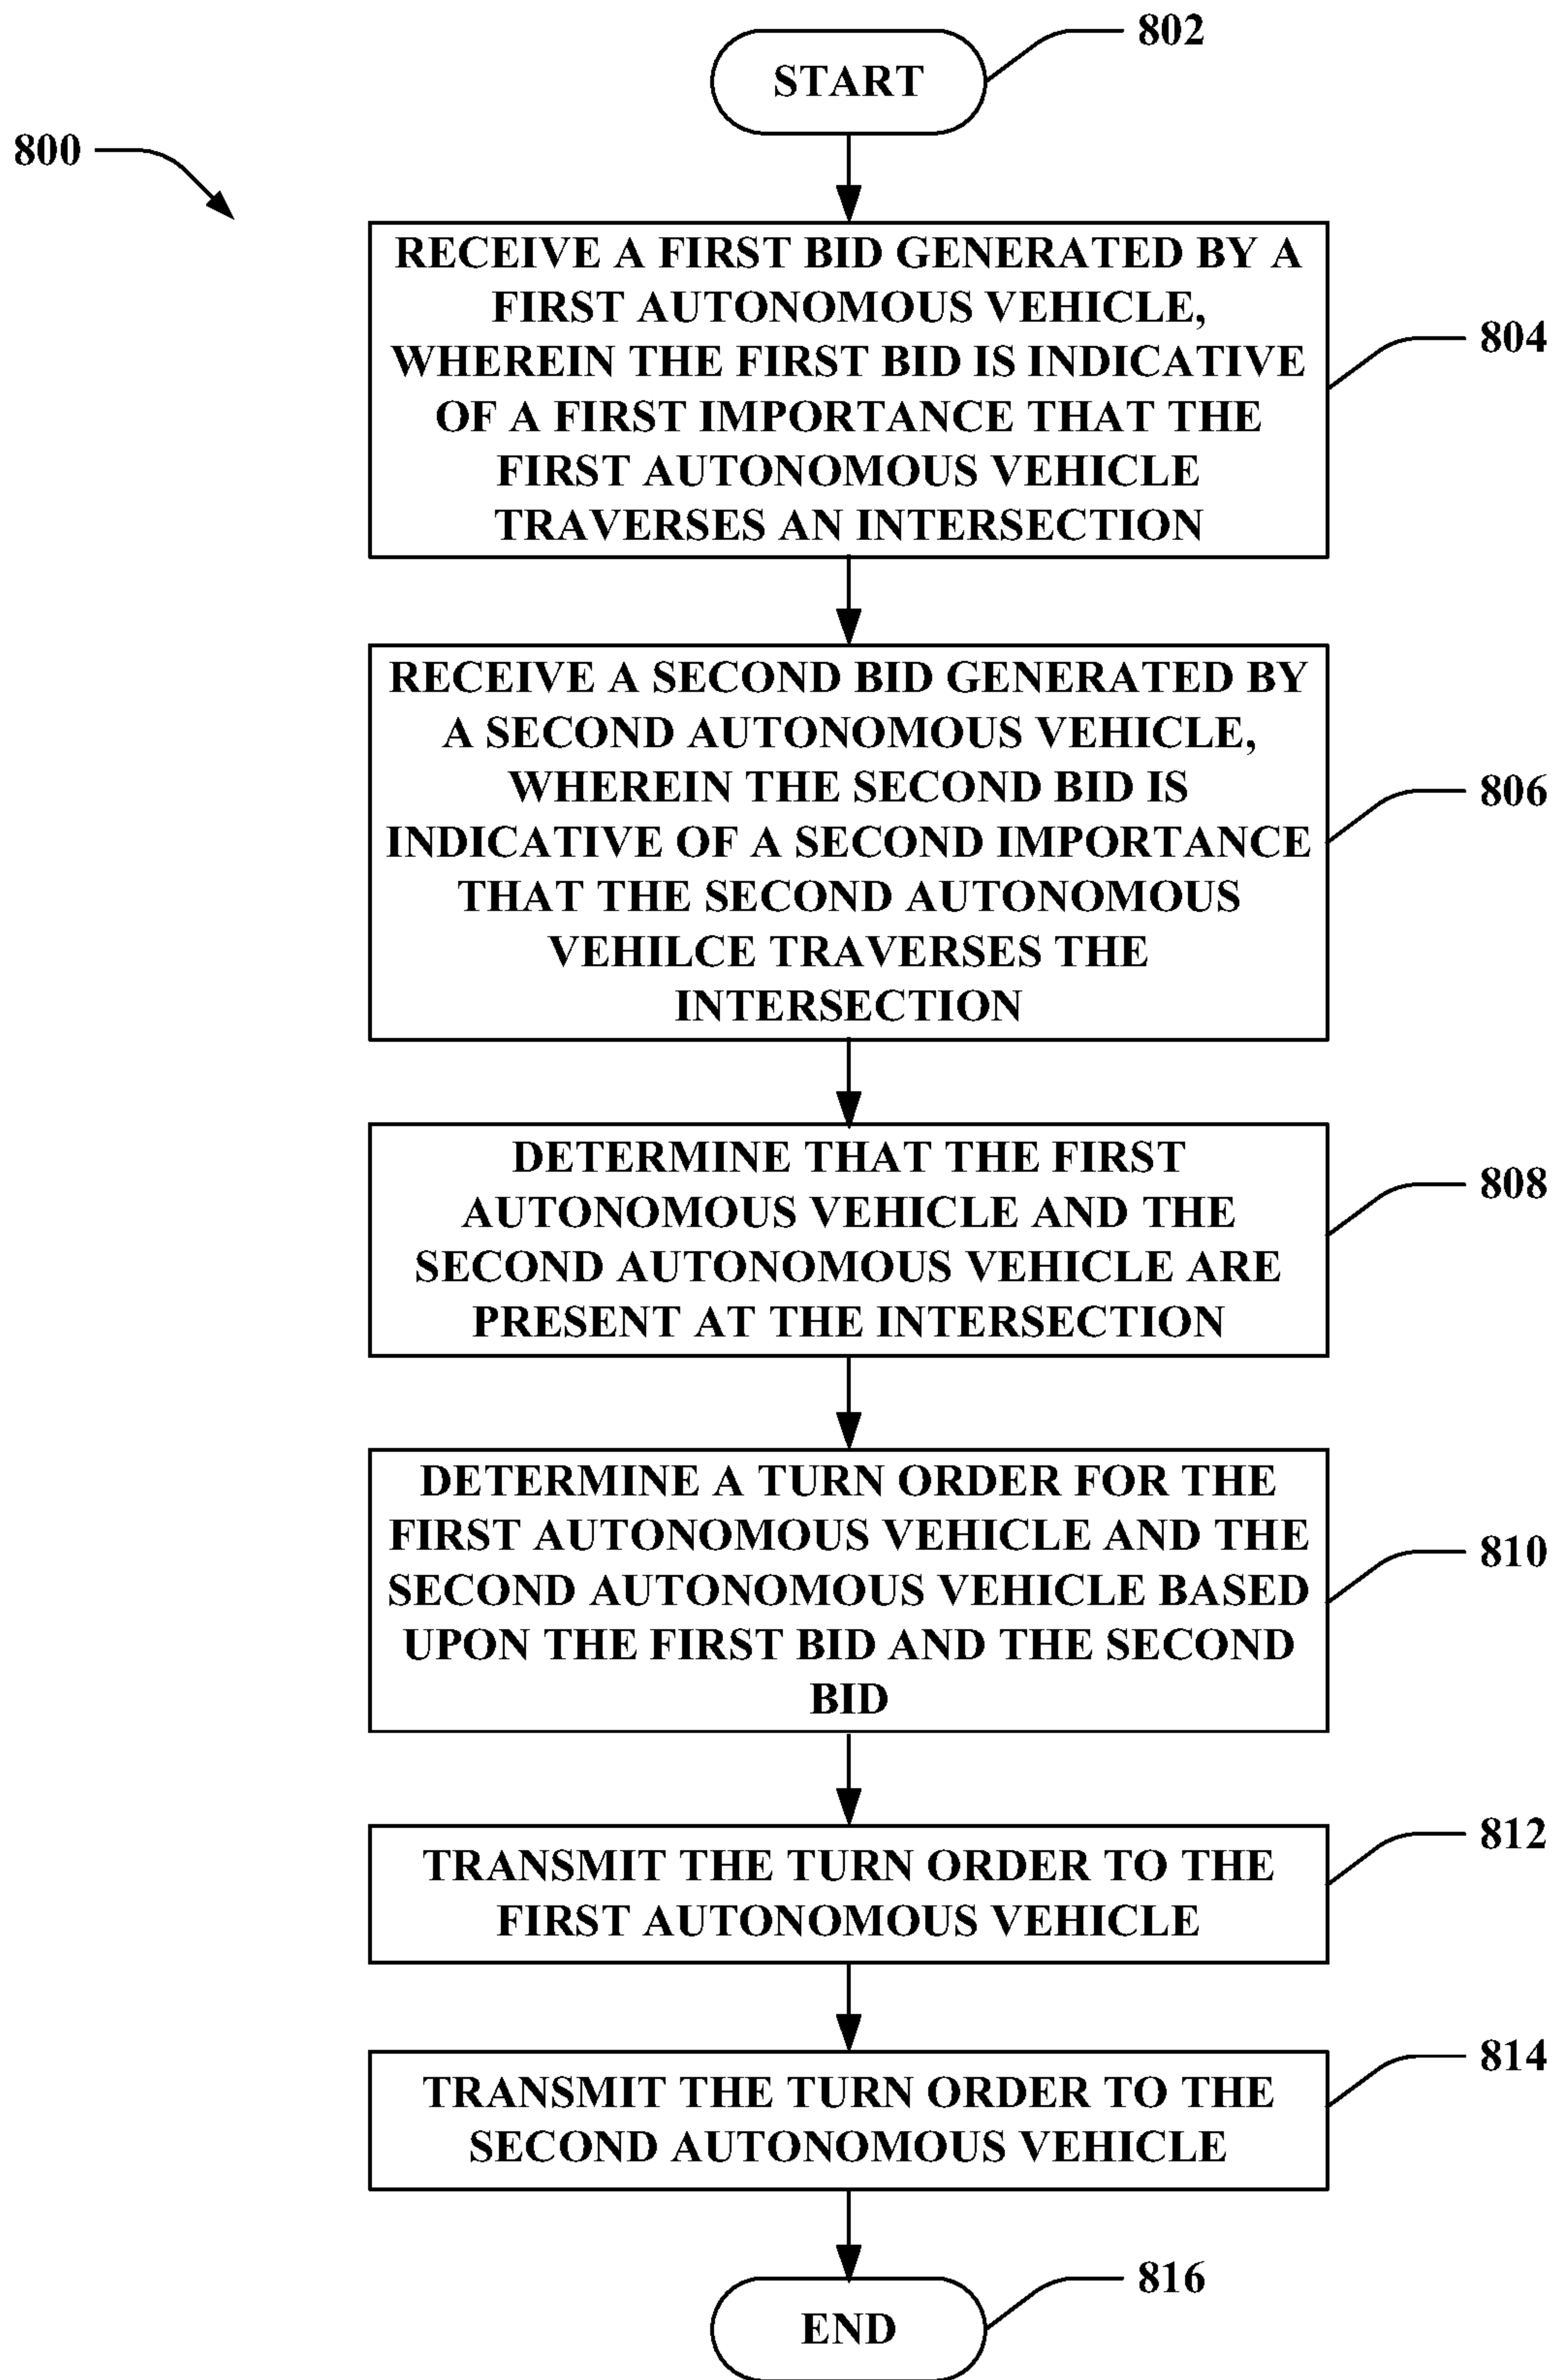 802
START
800
RECEIVE A FIRST BID GENERATED BY A
FIRST AUTONOMOUS VEHICLE,
WHEREIN THE FIRST BID IS INDICATIVE
OF A FIRST IMPORTANCE THAT THE
FIRST AUTONOMOUS VEHICLE
TRAVERSES AN INTERSECTION
804
RECEIVE A SECOND BID GENERATED BY
A SECOND AUTONOMOUS VEHICLE,
WHEREIN THE SECOND BID IS
INDICATIVE OF A SECOND IMPORTANCE
THAT THE SECOND AUTONOMOUS
VEHILCE TRAVERSES THE
INTERSECTION
806
DETERMINE THAT THE FIRST
AUTONOMOUS VEHICLE AND THE
SECOND AUTONOMOUS VEHICLE ARE
PRESENT AT THE INTERSECTION
808
DETERMINE A TURN ORDER FOR THE
FIRST AUTONOMOUS VEHICLE AND THE
SECOND AUTONOMOUS VEHICLE BASED
UPON THE FIRST BID AND THE SECOND
BID
810
TRANSMIT THE TURN ORDER TO THE
FIRST AUTONOMOUS VEHICLE
812
TRANSMIT THE TURN ORDER TO THE
SECOND AUTONOMOUS VEHICLE
814
816
END